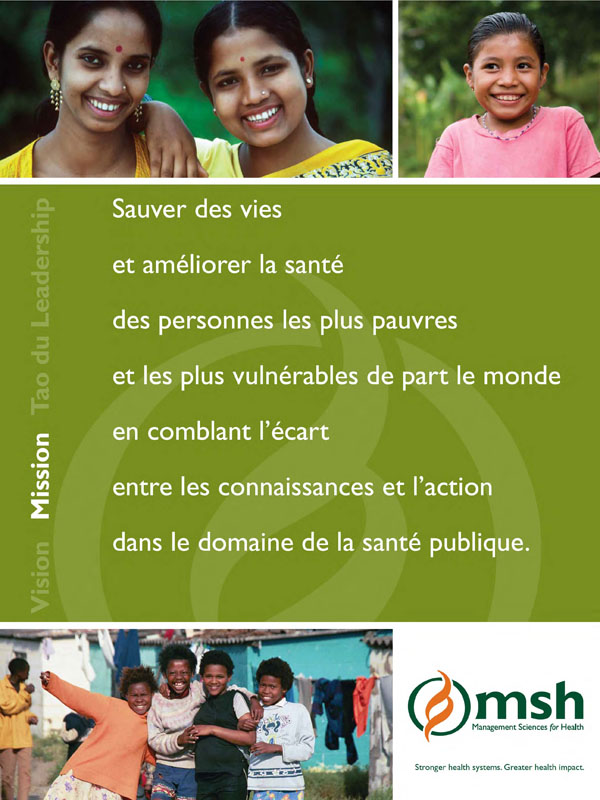 Sauver des vies
et améliorer la santé
des personnes les plus pauvres
et les plus vulnérables de part le monde
en comblant l’écart
entre les connaissances et l’action
dans le domaine de la santé publique.
Vision Mission Tao du Leadership
msh
Management Sciences for Health
Stronger health systems. Greater health impact.